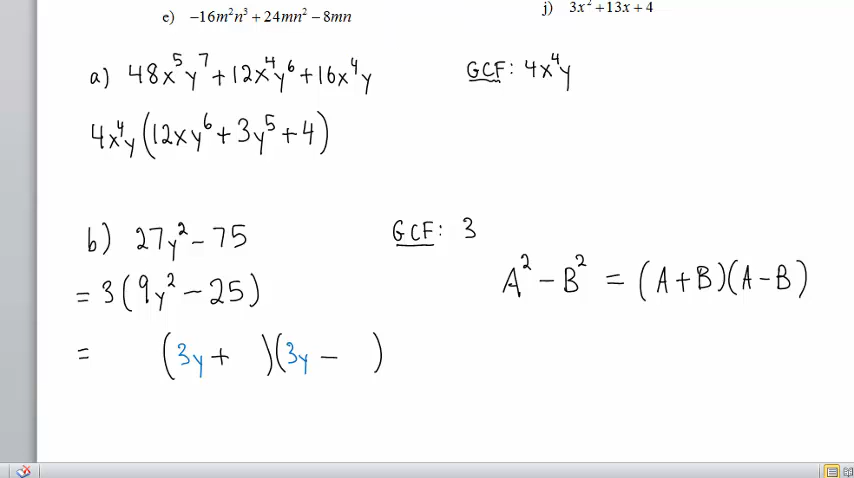 e) −16m²n³ + 24mn² − 8mn
j) 3x² + 13x + 4
a) 48x⁵y⁷ + 12x⁴y⁶ + 16x⁴y
GCF: 4x⁴y
4x⁴y(12xy⁶ + 3y⁵ + 4)
b) 27y² − 75
GCF: 3
= 3(9y² − 25)
A² − B² = (A + B)(A − B)
= (3y + )(3y − )